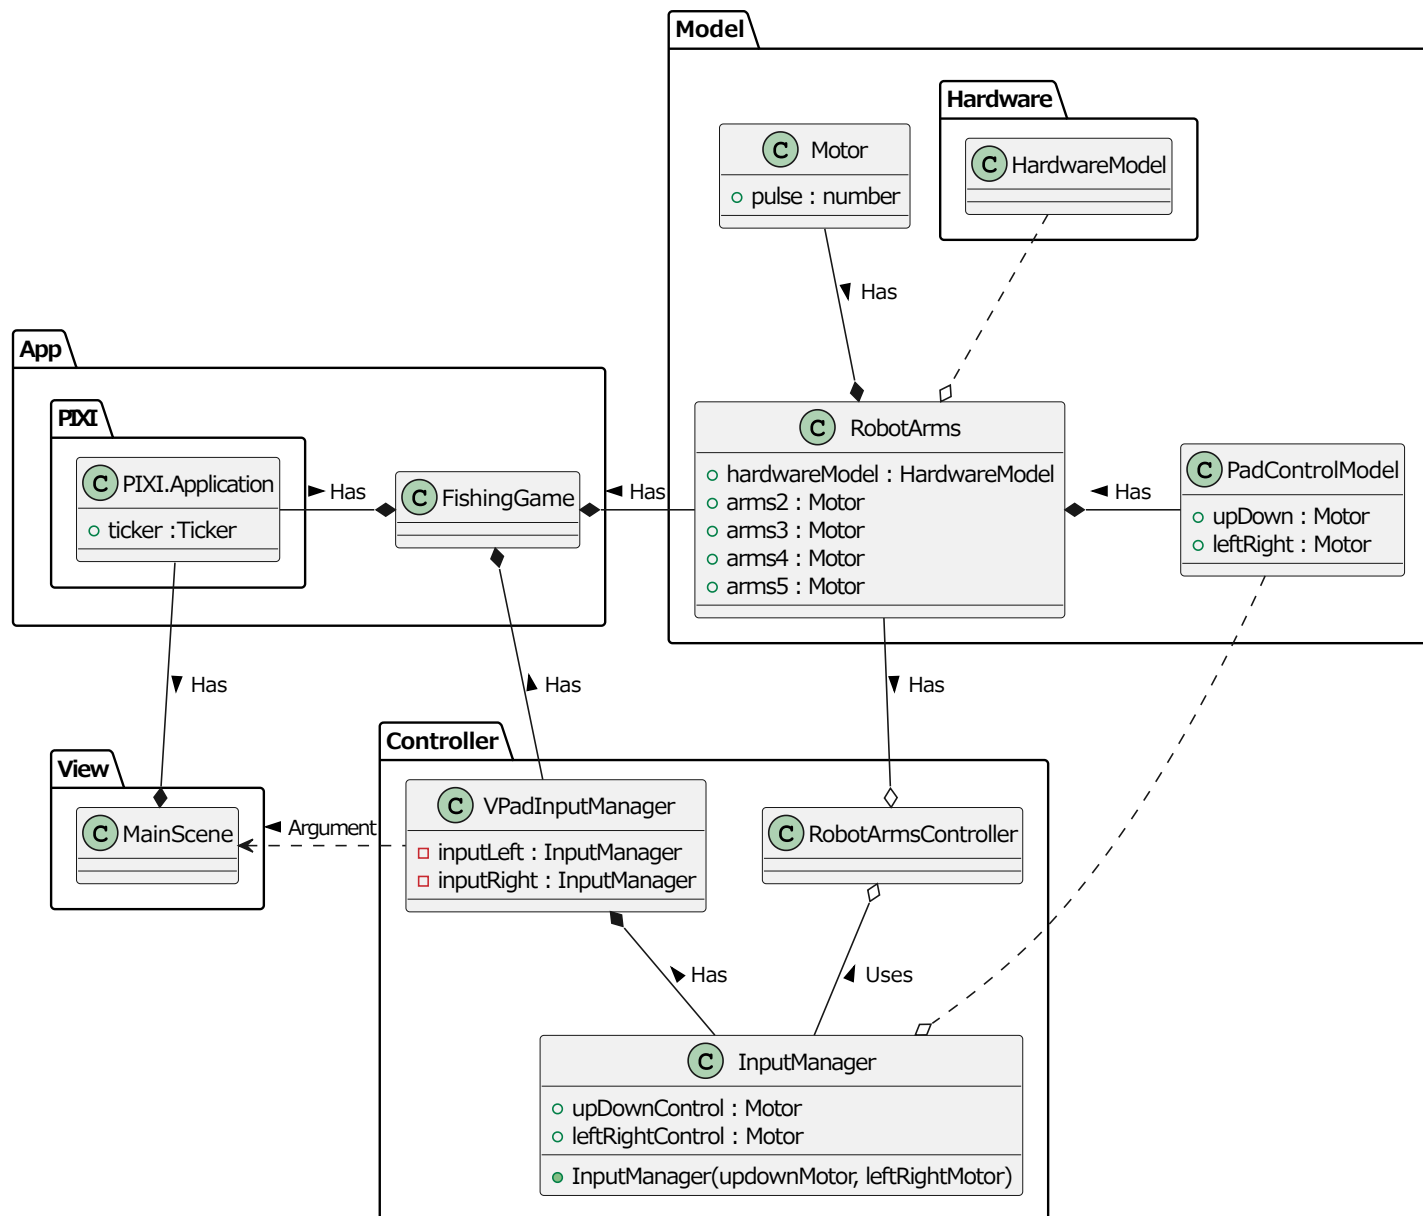 Model
Hardware
C Motor
pulse : number
C HardwareModel
Has
App
PIXI
C PIXI.Application
ticker :Ticker
Has
C FishingGame
Has
C RobotArms
hardwareModel : HardwareModel
arms2 : Motor
arms3 : Motor
arms4 : Motor
arms5 : Motor
Has
C PadControlModel
upDown : Motor
leftRight : Motor
Has
Has
Has
View
C MainScene
Argument
Controller
C VPadInputManager
inputLeft : InputManager
inputRight : InputManager
C RobotArmsController
Has
Uses
C InputManager
upDownControl : Motor
leftRightControl : Motor
InputManager(updownMotor, leftRightMotor)